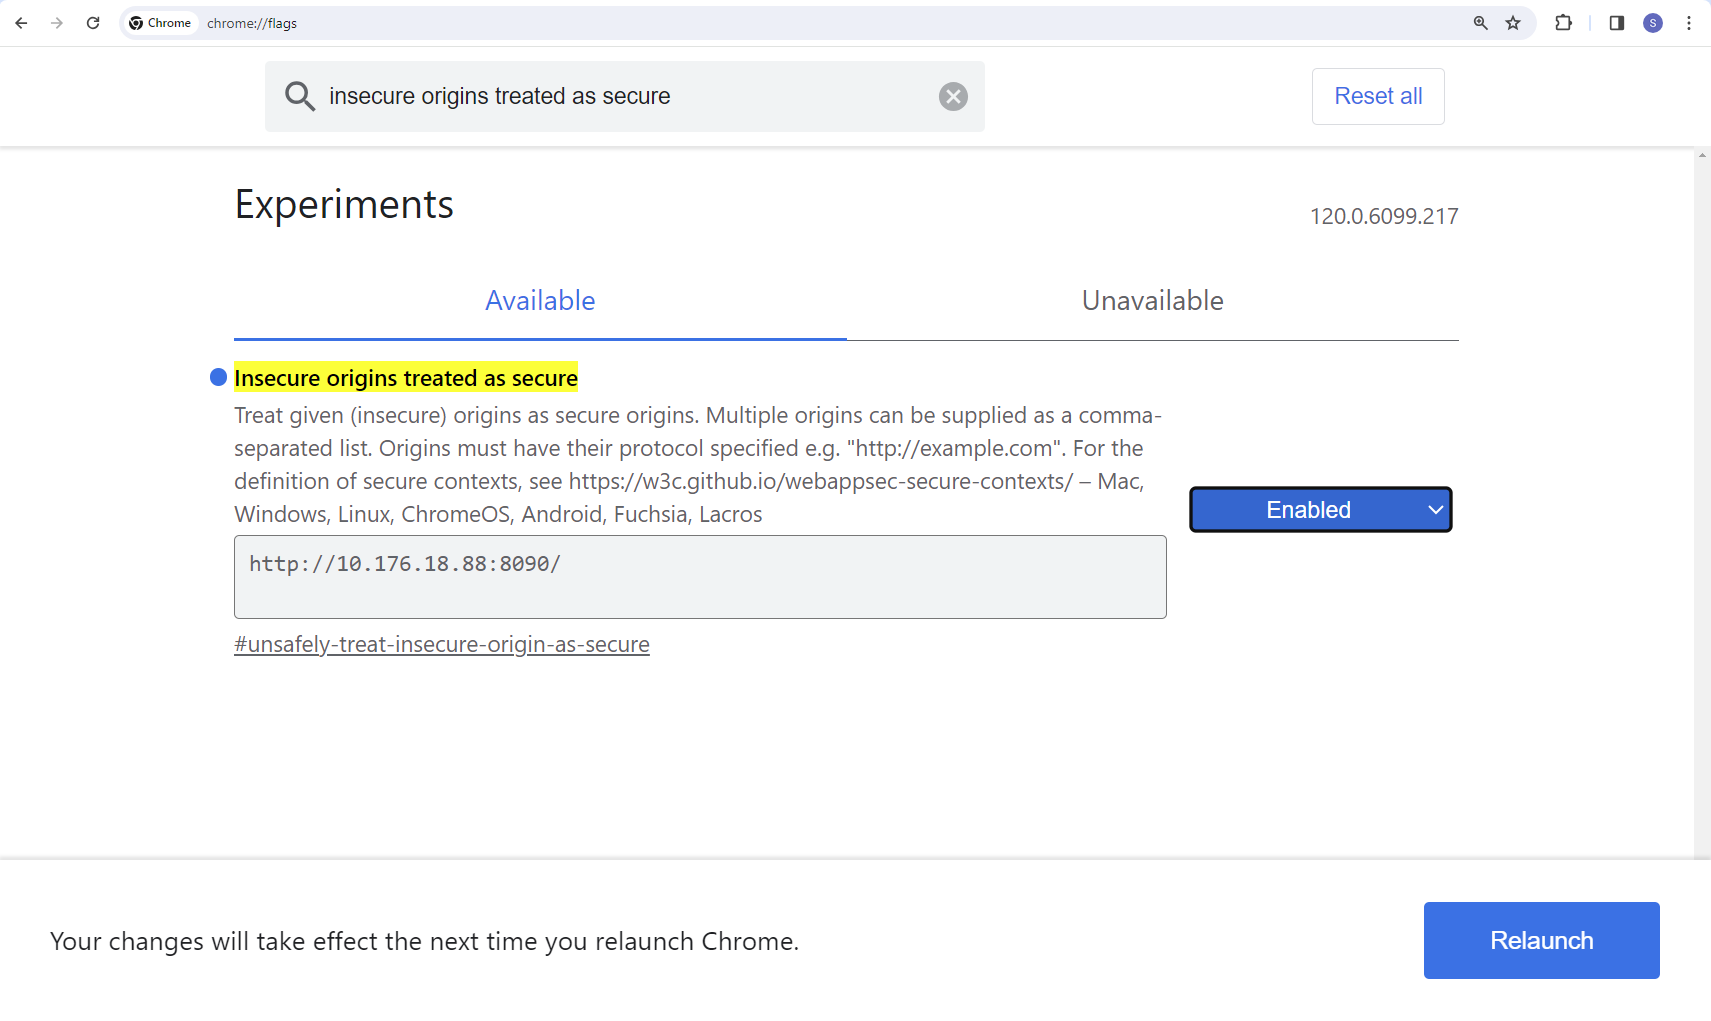 Chrome chrome://flags
S
insecure origins treated as secure
Reset all
Experiments
120.0.6099.217
Available
Unavailable
Insecure origins treated as secure
Treat given (insecure) origins as secure origins. Multiple origins can be supplied as a comma-
separated list. Origins must have their protocol specified e.g. "http://example.com". For the
definition of secure contexts, see https://w3c.github.io/webappsec-secure-contexts/ – Mac,
Windows, Linux, ChromeOS, Android, Fuchsia, Lacros
Enabled
http://10.176.18.88:8090/
#unsafely-treat-insecure-origin-as-secure
Your changes will take effect the next time you relaunch Chrome.
Relaunch